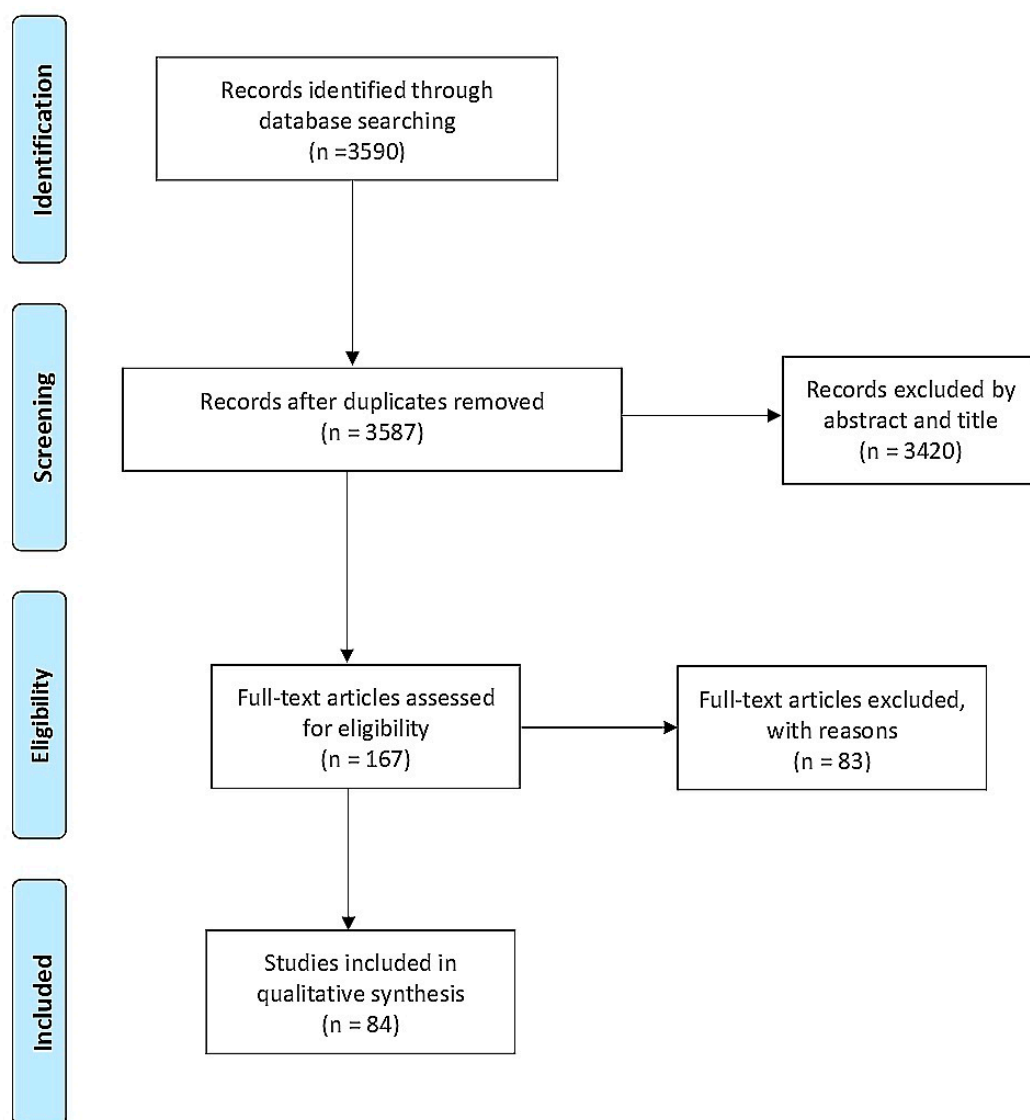 Identification
Records identified through
database searching
(n =3590)
Screening
Records after duplicates removed
(n = 3587)
Records excluded by
abstract and title
(n = 3420)
Eligibility
Full-text articles assessed
for eligibility
(n = 167)
Full-text articles excluded,
with reasons
(n = 83)
Included
Studies included in
qualitative synthesis
(n = 84)